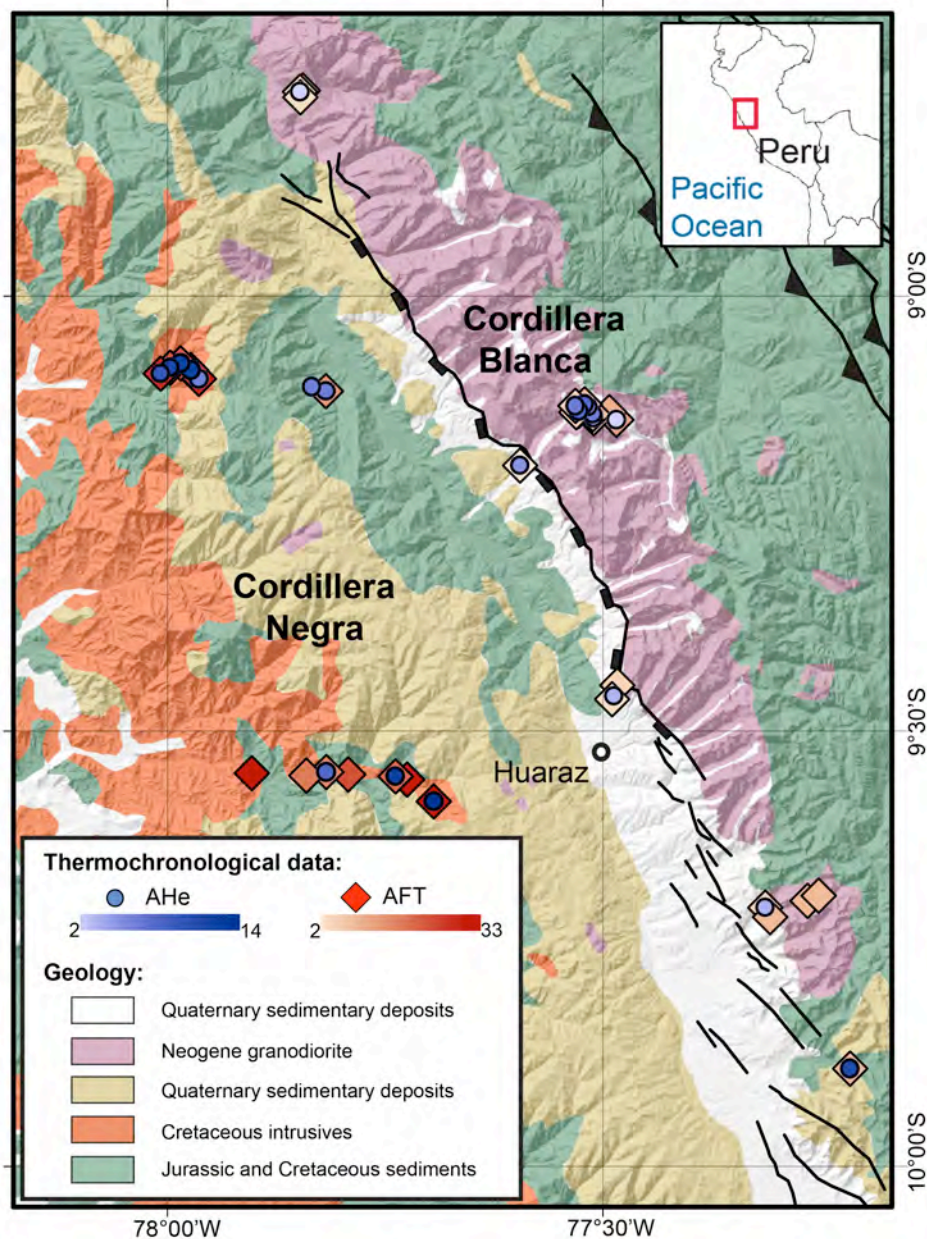 Peru
Pacific
Ocean
9°00'S
Cordillera
Blanca
Cordillera
Negra
9°30'S
Huaraz
Thermochronological data:
AHe
AFT
2
14
2
33
Geology:
Quaternary sedimentary deposits
Neogene granodiorite
Quaternary sedimentary deposits
Cretaceous intrusives
Jurassic and Cretaceous sediments
10°00'S
78°00'W
77°30'W